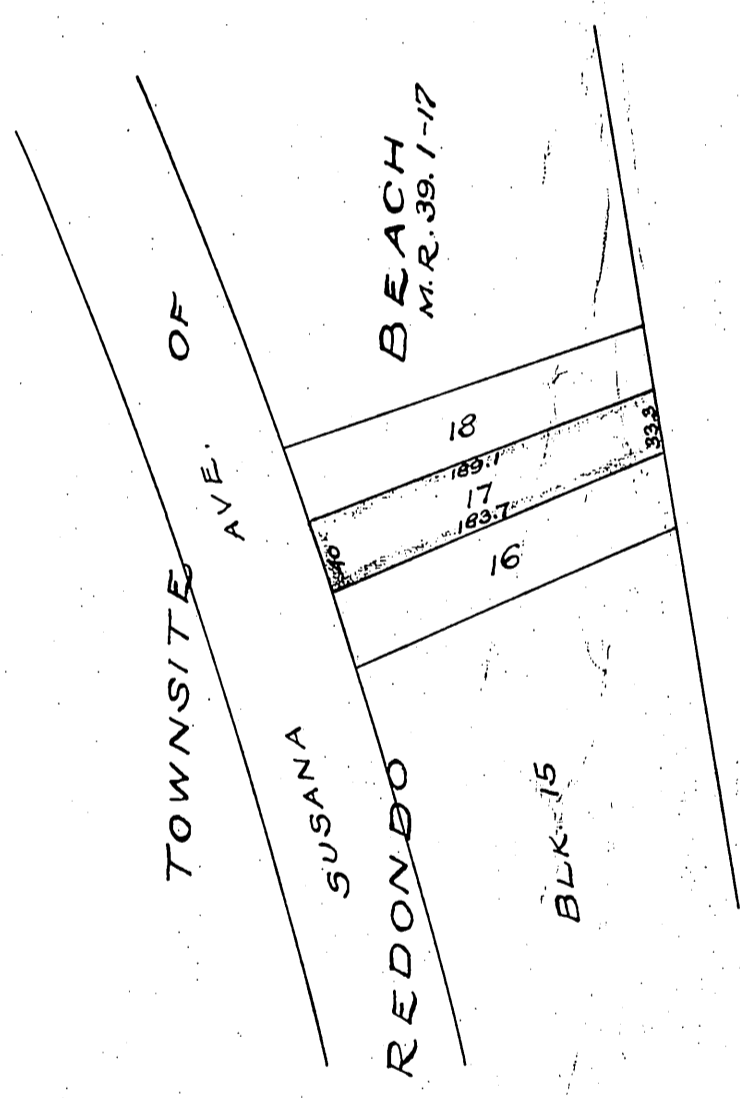 TOWNSITE OF
SUSANA AVE.
REDONDO BEACH
M.R. 39. 1-17
18
189.1
17
183.7
40
33.3
16
BLK. 15